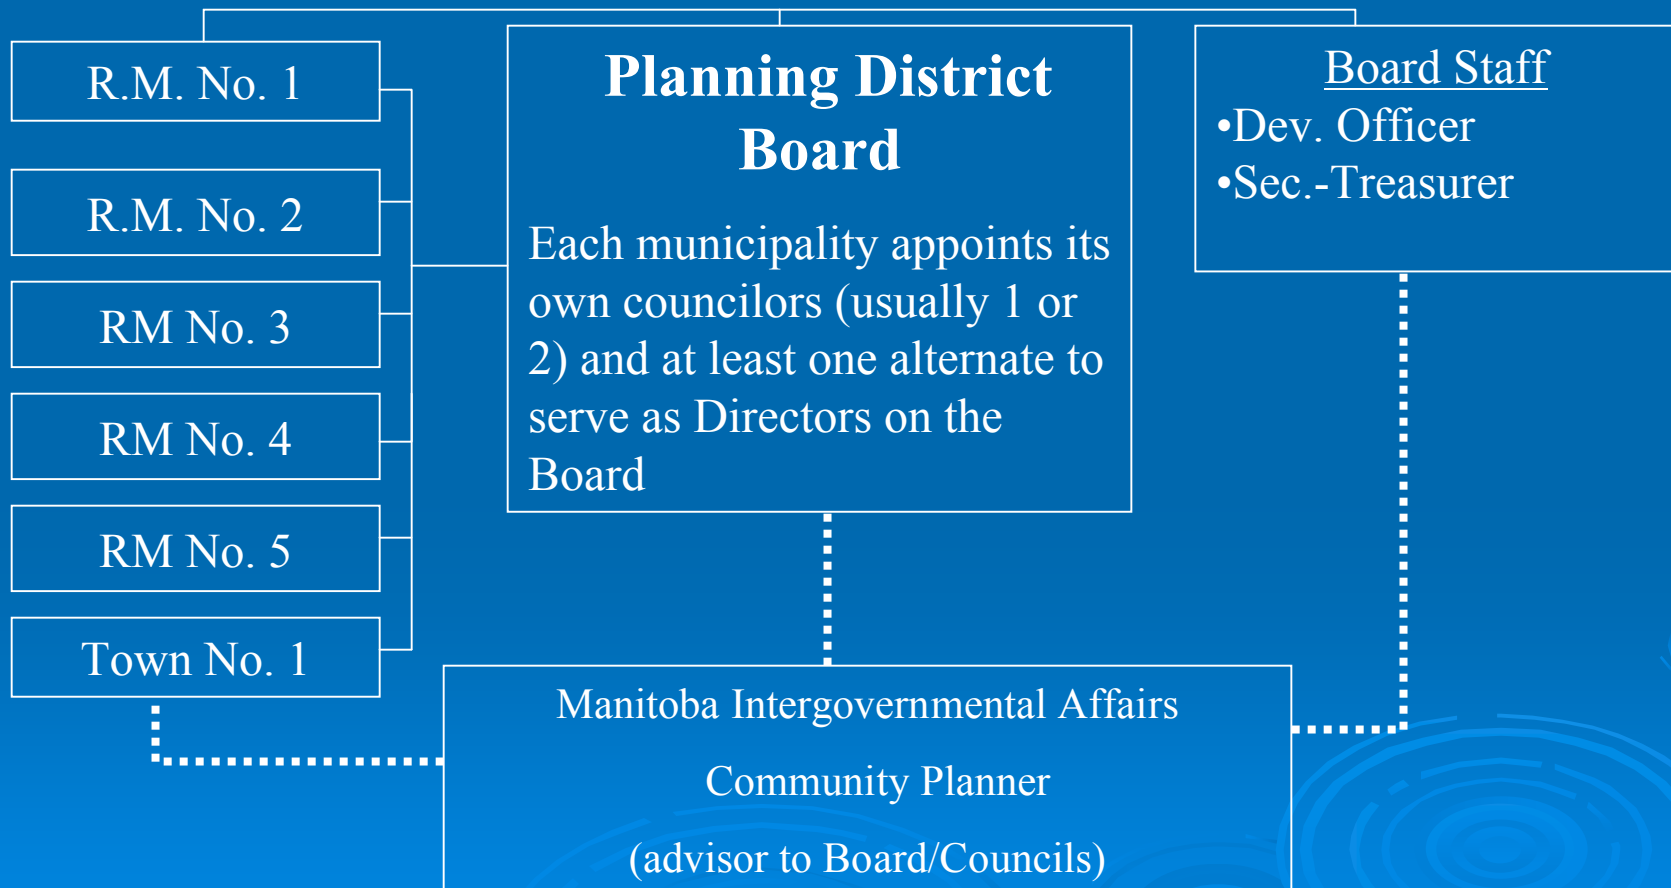 R.M. No. 1
R.M. No. 2
RM No. 3
RM No. 4
RM No. 5
Town No. 1
Planning District
Board
Each municipality appoints its
own councilors (usually 1 or
2) and at least one alternate to
serve as Directors on the
Board
Board Staff
•Dev. Officer
•Sec.-Treasurer
Manitoba Intergovernmental Affairs
Community Planner
(advisor to Board/Councils)